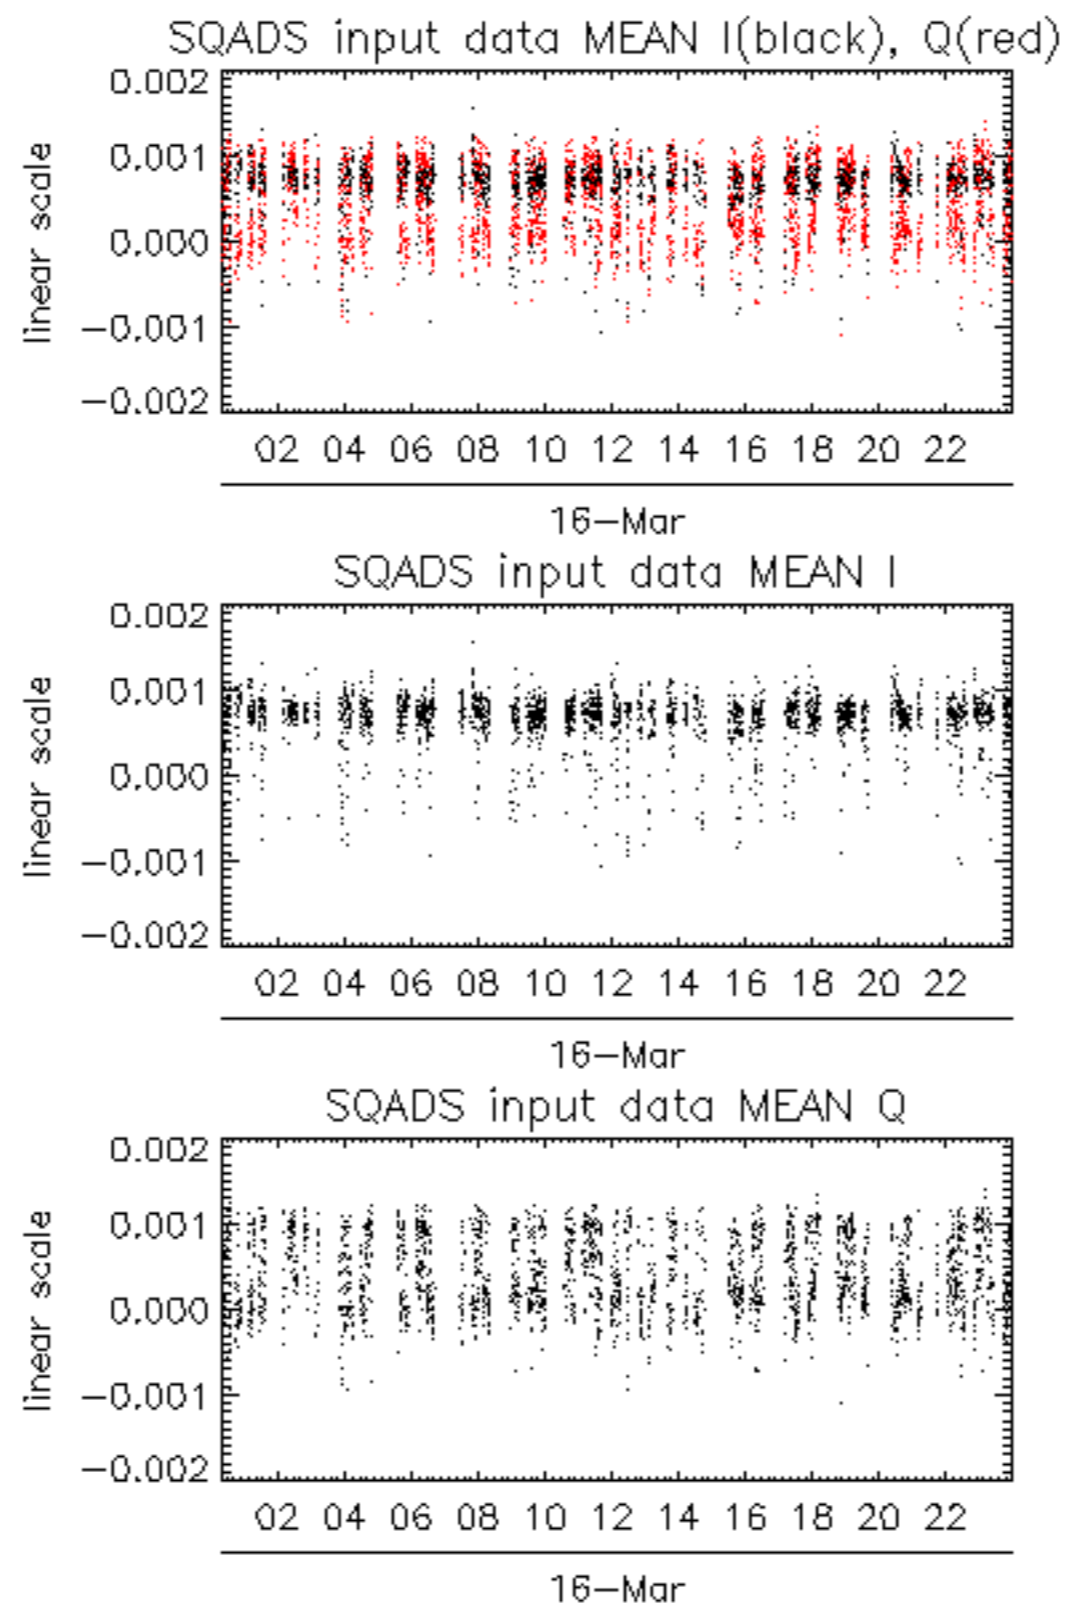 SQADS input data MEAN I(black), Q(red)
0.002
0.001
0.000
−0.001
−0.002
linear scale
02 04 06 08 10 12 14 16 18 20 22
16−Mar
SQADS input data MEAN I
0.002
0.001
0.000
−0.001
−0.002
linear scale
02 04 06 08 10 12 14 16 18 20 22
16−Mar
SQADS input data MEAN Q
0.002
0.001
0.000
−0.001
−0.002
linear scale
02 04 06 08 10 12 14 16 18 20 22
16−Mar